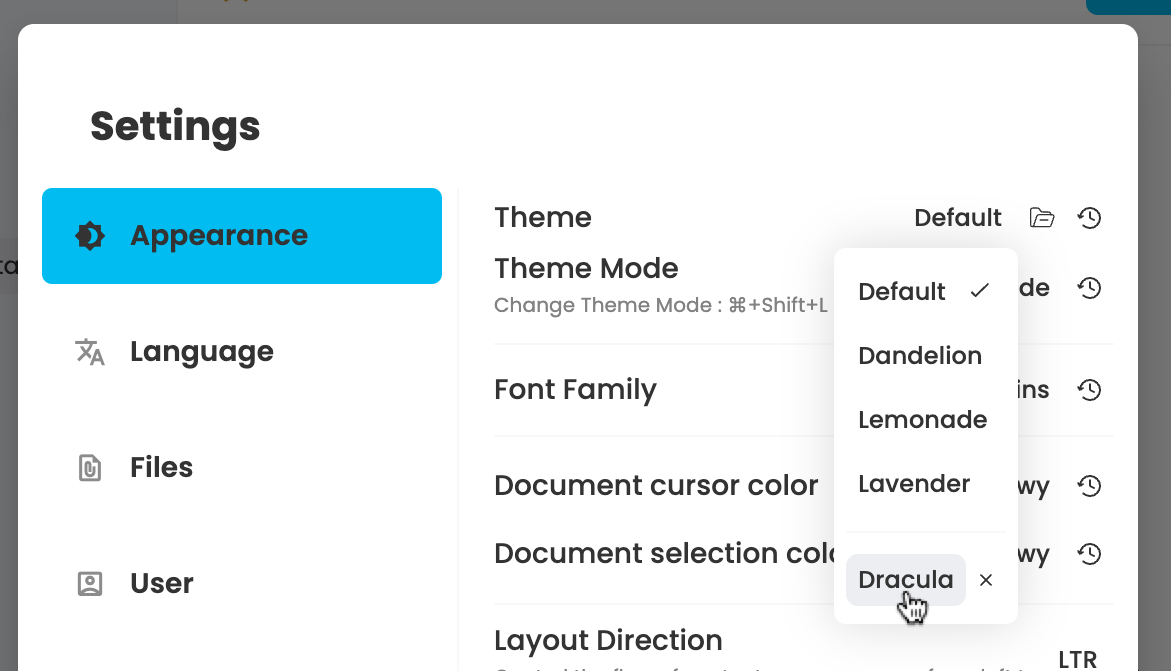 Settings
Appearance
Language
Files
User
Theme
Default
Theme Mode
Change Theme Mode : ⌘+Shift+L
de
Font Family
ins
Document cursor color
wy
Document selection colo
wy
Layout Direction
LTR
Default
Dandelion
Lemonade
Lavender
Dracula
ta